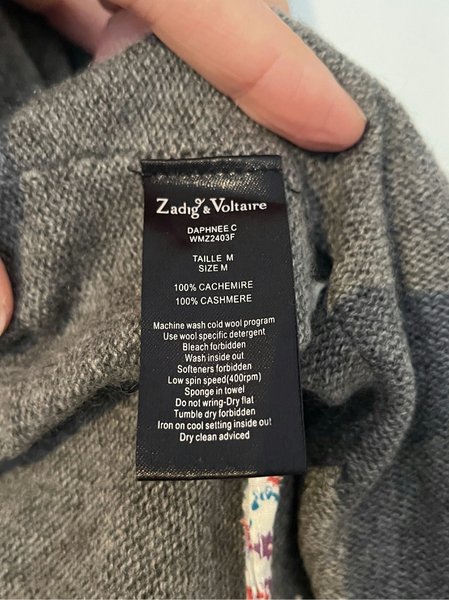 Zadig & Voltaire
DAPHNEE C
WMZ2403F
TAILLE M
SIZE M
100% CACHEMIRE
100% CASHMERE
Machine wash cold wool program
Use wool specific detergent
Bleach forbidden
Wash inside out
Softeners forbidden
Low spin speed(400rpm)
Sponge in towel
Do not wring-Dry flat
Tumble dry forbidden
Iron on cool setting inside out
Dry clean adviced